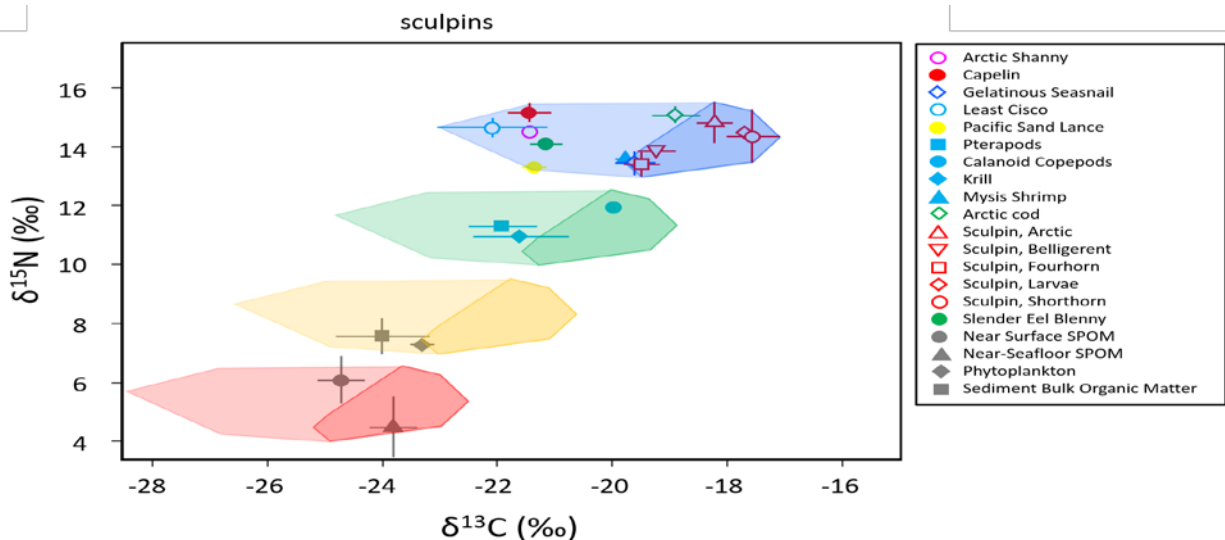 sculpins
16
14
12
10
8
6
4
δ15N (‰)
-28
-26
-24
-22
-20
-18
-16
δ13C (‰)
Arctic Shanny
Capelin
Gelatinous Seasnail
Least Cisco
Pacific Sand Lance
Pterapods
Calanoid Copepods
Krill
Mysis Shrimp
Arctic cod
Sculpin, Arctic
Sculpin, Belligerent
Sculpin, Fourhorn
Sculpin, Larvae
Sculpin, Shorthorn
Slender Eel Blenny
Near Surface SPOM
Near-Seafloor SPOM
Phytoplankton
Sediment Bulk Organic Matter